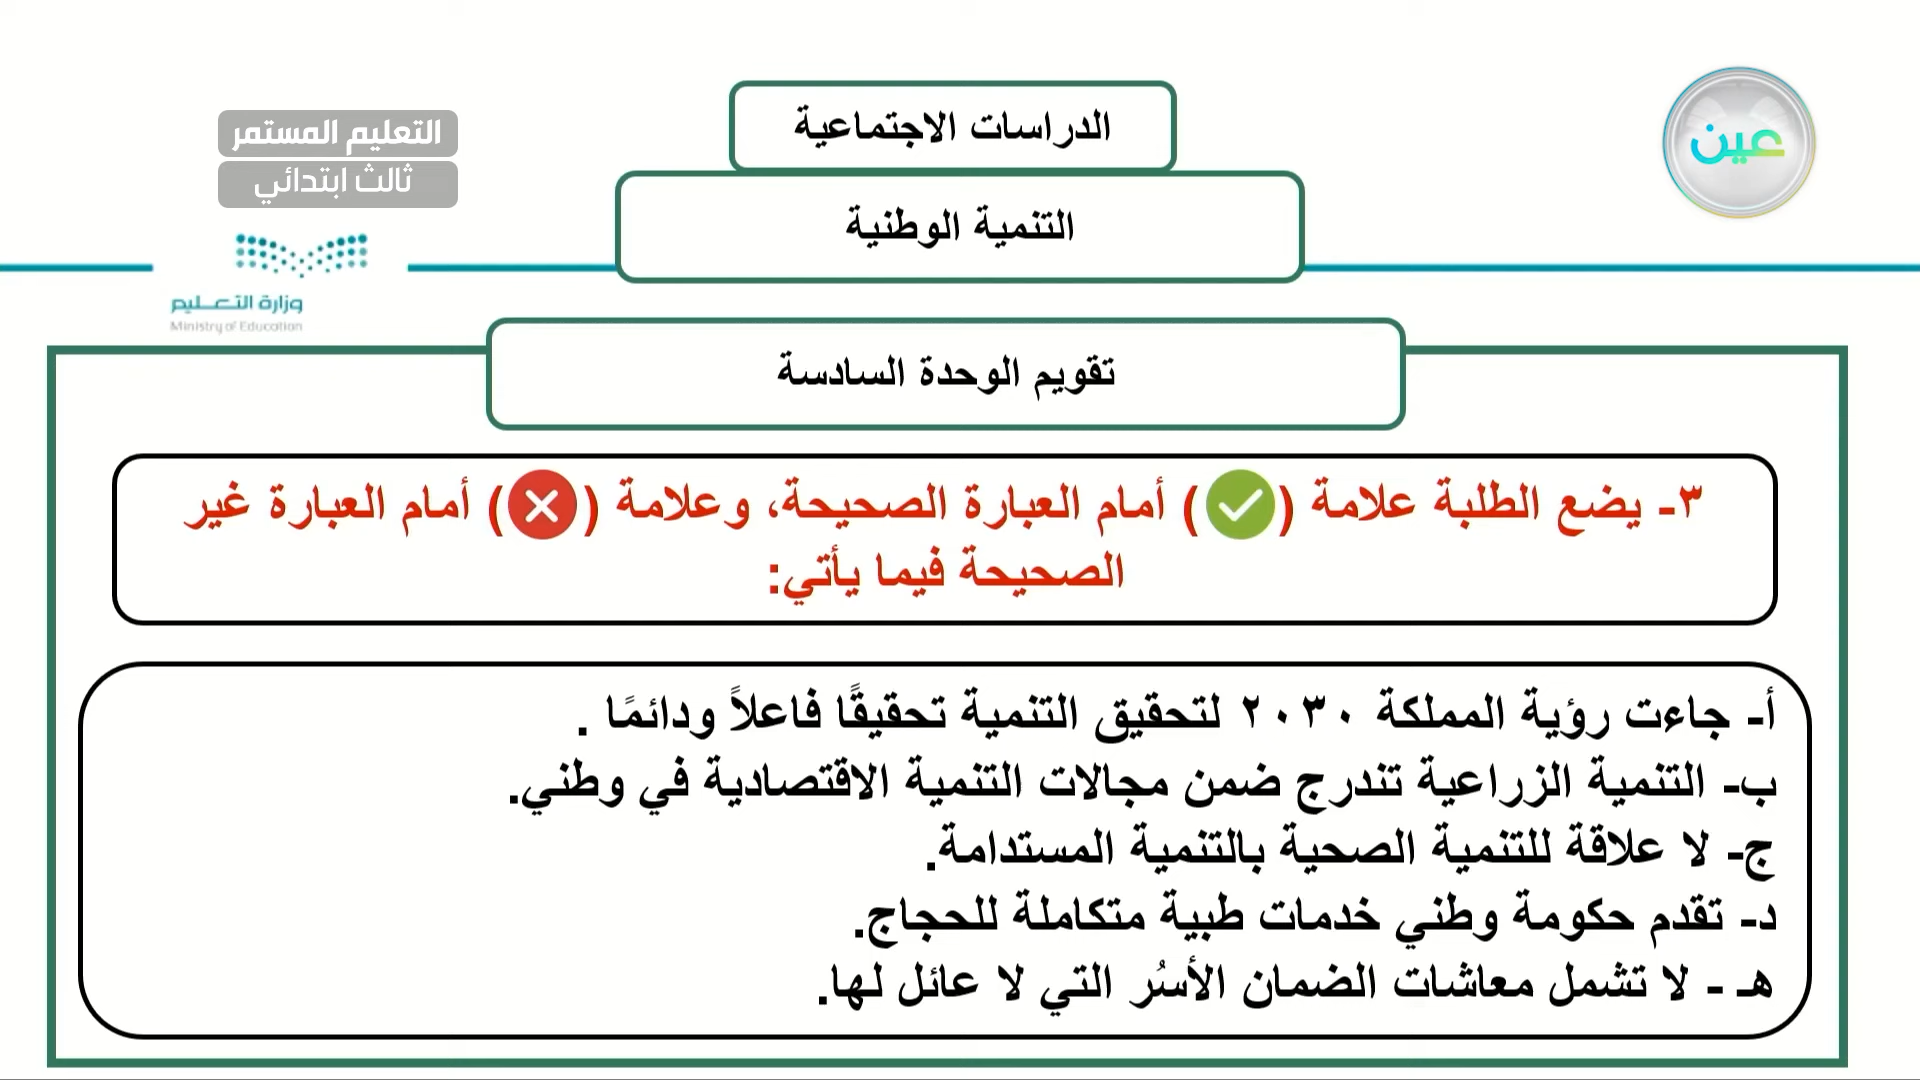 الدراسات الاجتماعية
عين
التعليم المستمر
ثالث ابتدائي
التنمية الوطنية
وزارة التعـــليم
Ministry of Education
تقويم الوحدة السادسة
٣- يضع الطلبة علامة (✓) أمام العبارة الصحيحة، وعلامة (✗) أمام العبارة غير
الصحيحة فيما يأتي:
أ- جاءت رؤية المملكة ٢٠٣٠ لتحقيق التنمية تحقيقًا فاعلاً ودائمًا .
ب- التنمية الزراعية تندرج ضمن مجالات التنمية الاقتصادية في وطني.
ج- لا علاقة للتنمية الصحية بالتنمية المستدامة.
د- تقدم حكومة وطني خدمات طبية متكاملة للحجاج.
هـ - لا تشمل معاشات الضمان الأسُر التي لا عائل لها.